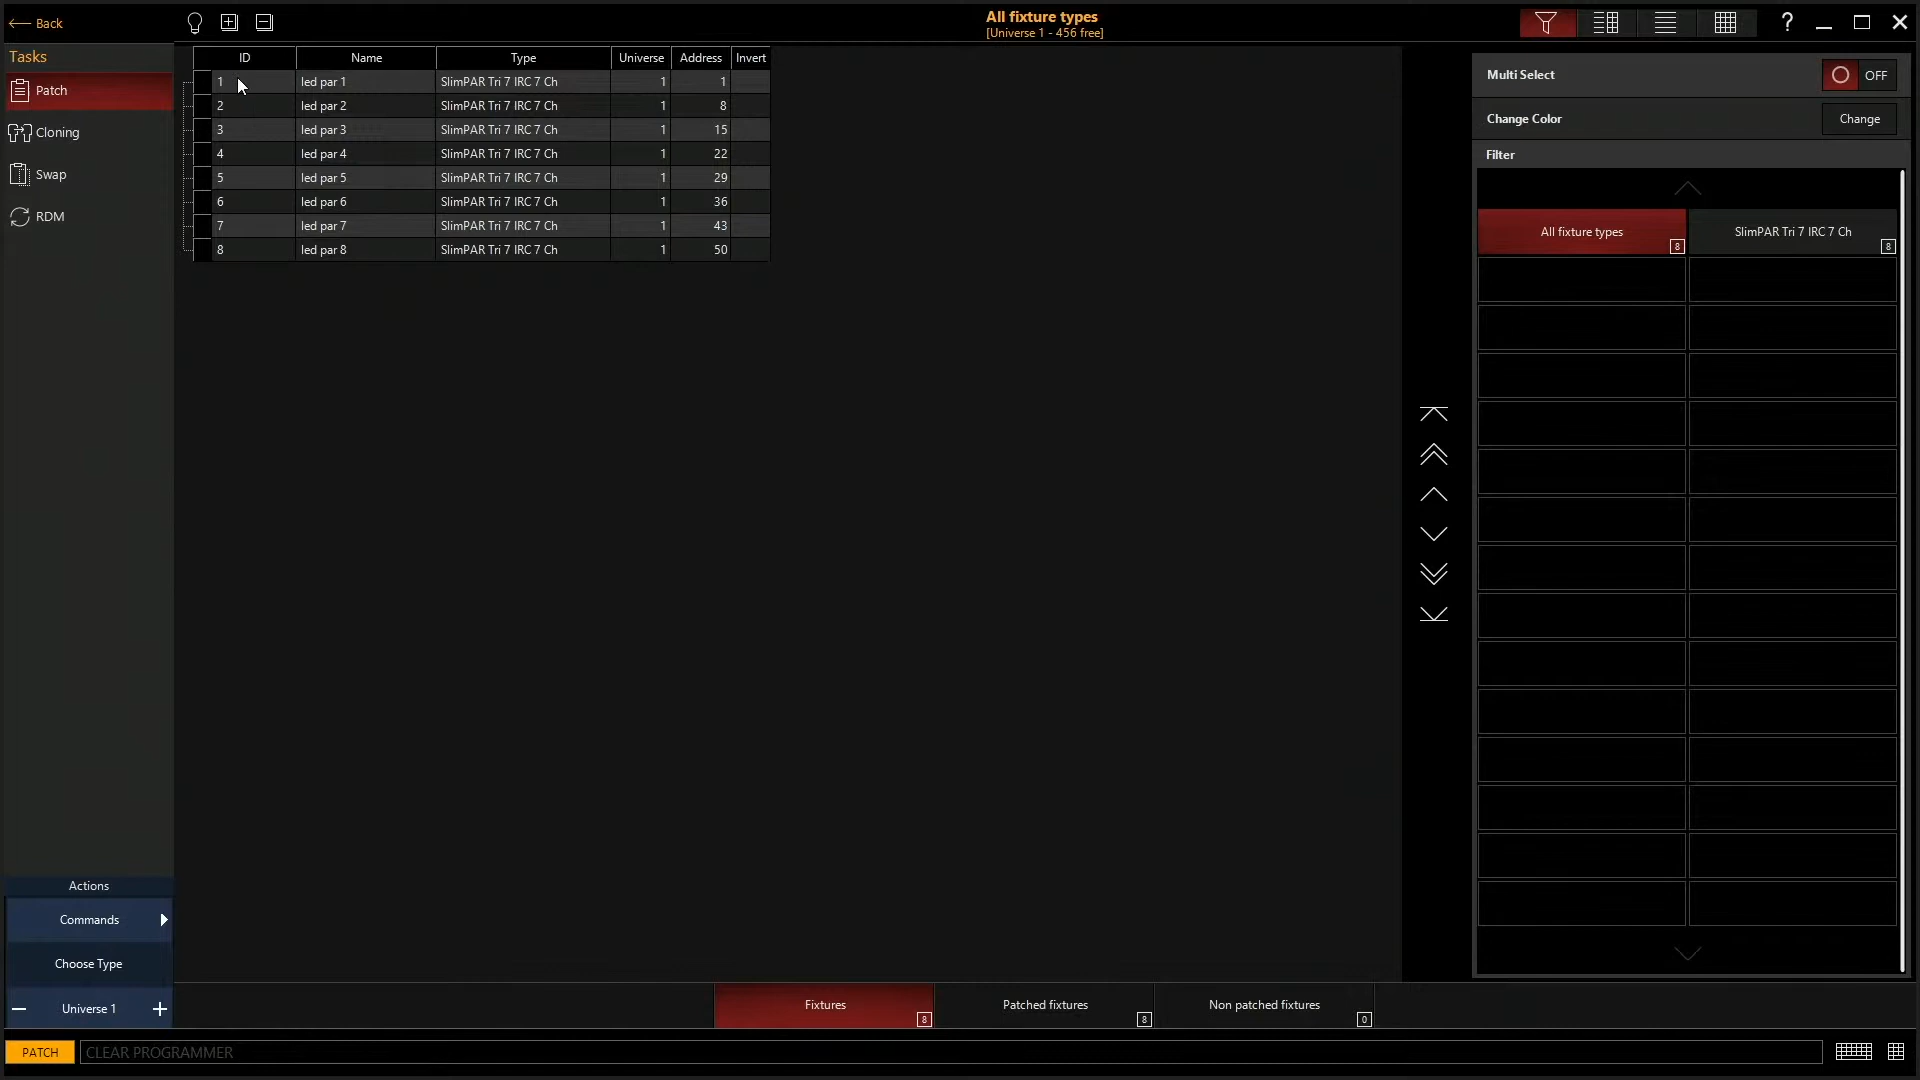 Back
All fixture types
[Universe 1 - 456 free]
?
Tasks
Patch
Cloning
Swap
RDM
ID Name Type Universe Address Invert
1 led par 1 SlimPAR Tri 7 IRC 7 Ch 1 1
2 led par 2 SlimPAR Tri 7 IRC 7 Ch 1 8
3 led par 3 SlimPAR Tri 7 IRC 7 Ch 1 15
4 led par 4 SlimPAR Tri 7 IRC 7 Ch 1 22
5 led par 5 SlimPAR Tri 7 IRC 7 Ch 1 29
6 led par 6 SlimPAR Tri 7 IRC 7 Ch 1 36
7 led par 7 SlimPAR Tri 7 IRC 7 Ch 1 43
8 led par 8 SlimPAR Tri 7 IRC 7 Ch 1 50
Multi Select OFF
Change Color Change
Filter
All fixture types 8 SlimPAR Tri 7 IRC 7 Ch 8
Actions
Commands
Choose Type
Universe 1
Fixtures 8 Patched fixtures 8 Non patched fixtures 0
PATCH CLEAR PROGRAMMER